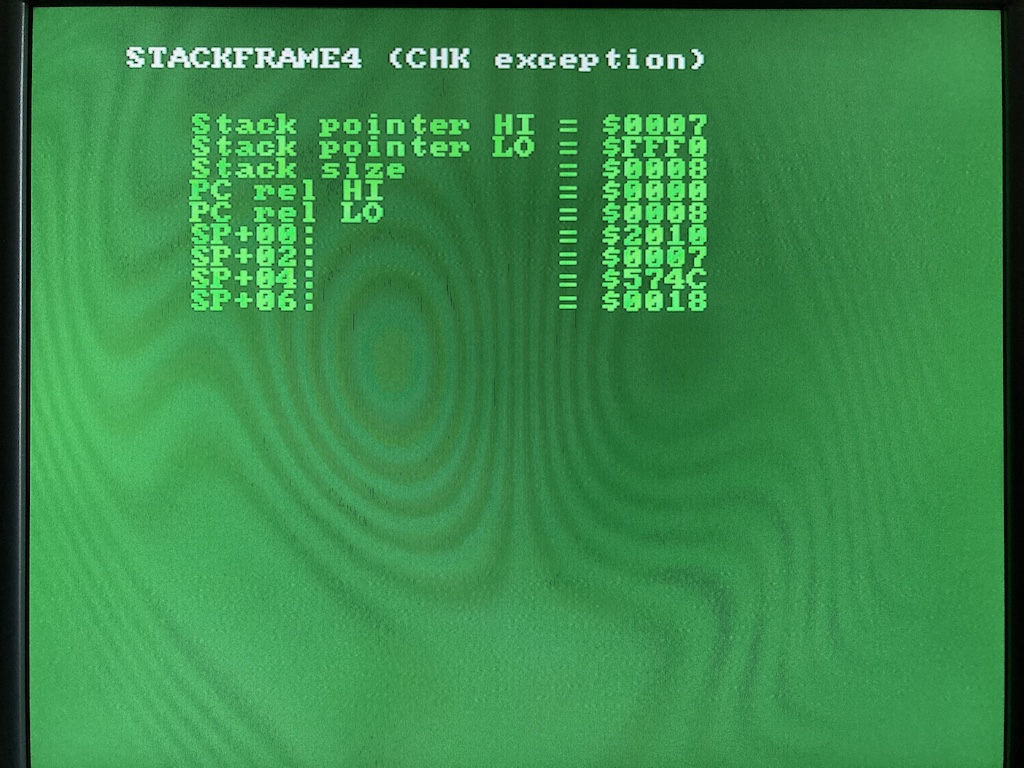 STACKFRAME4 (CHK exception)
Stack pointer HI = $0007
Stack pointer LO = $FFF0
Stack size = $0008
PC rel HI = $0000
PC rel LO = $0008
SP+00: = $2010
SP+02: = $0007
SP+04: = $574C
SP+06: = $0018